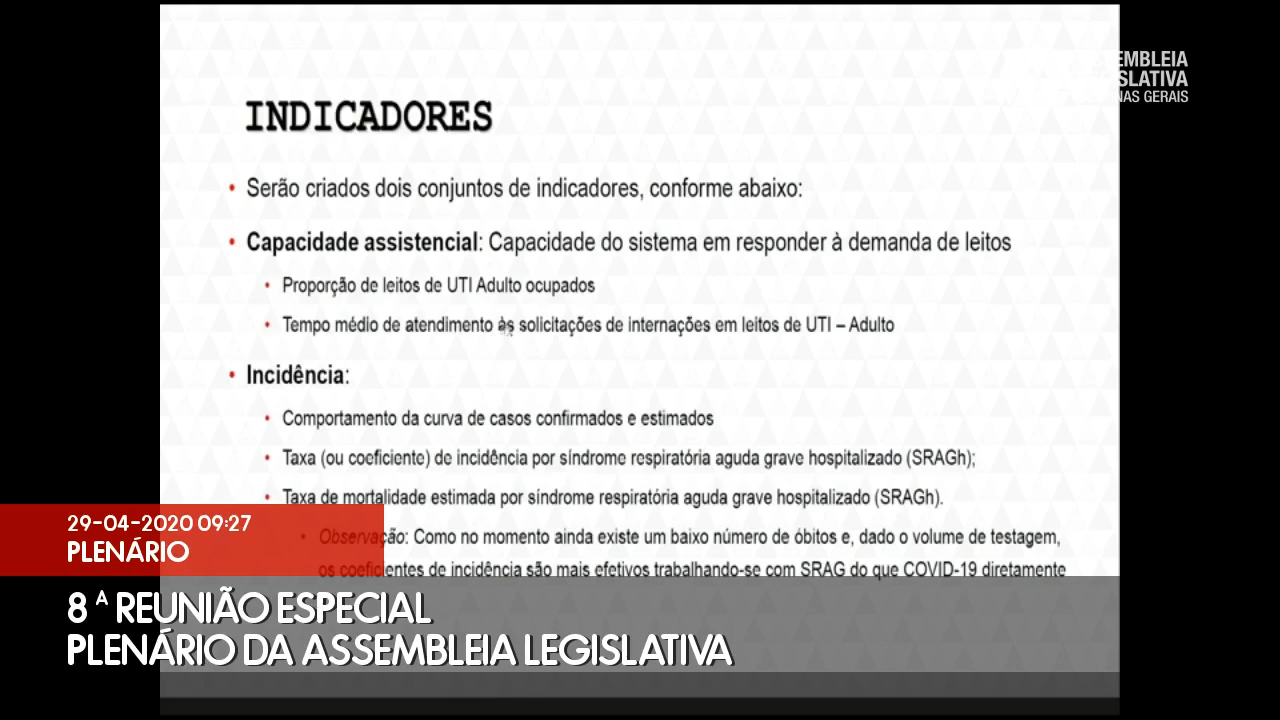 EMBLEIA
SLATIVA
NAS GERAIS
INDICADORES
• Serão criados dois conjuntos de indicadores, conforme abaixo:
• Capacidade assistencial: Capacidade do sistema em responder à demanda de leitos
• Proporção de leitos de UTI Adulto ocupados
• Tempo médio de atendimento às solicitações de internações em leitos de UTI – Adulto
• Incidência:
• Comportamento da curva de casos confirmados e estimados
• Taxa (ou coeficiente) de incidência por síndrome respiratória aguda grave hospitalizado (SRAGh);
• Taxa de mortalidade estimada por síndrome respiratória aguda grave hospitalizado (SRAGh).
• Observação: Como no momento ainda existe um baixo número de óbitos e, dado o volume de testagem,
os coeficientes de incidência são mais efetivos trabalhando-se com SRAG do que COVID-19 diretamente
29-04-2020 09:27
PLENÁRIO
8ª REUNIÃO ESPECIAL
PLENÁRIO DA ASSEMBLEIA LEGISLATIVA